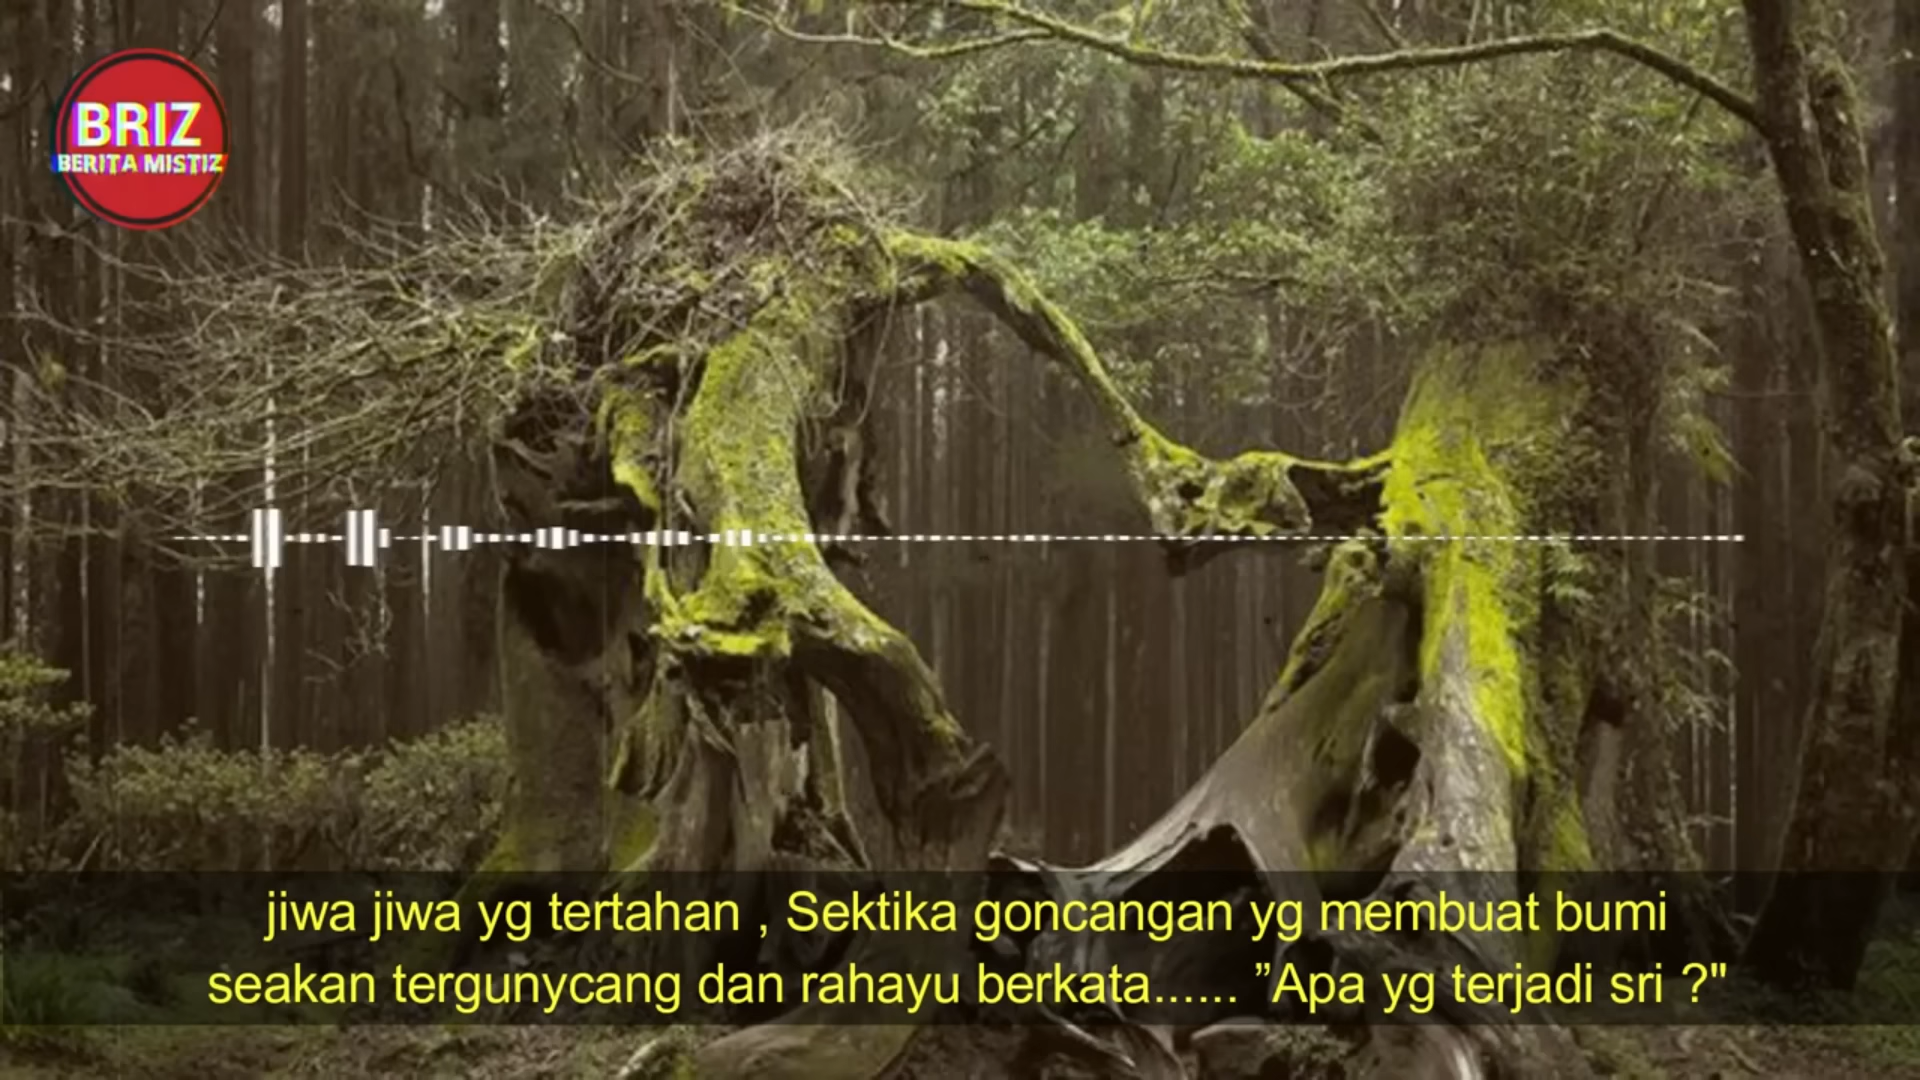 BRIZ
BERITA MISTIZ
jiwa jiwa yg tertahan , Sektika goncangan yg membuat bumi
seakan tergunycang dan rahayu berkata...... ”Apa yg terjadi sri ?"